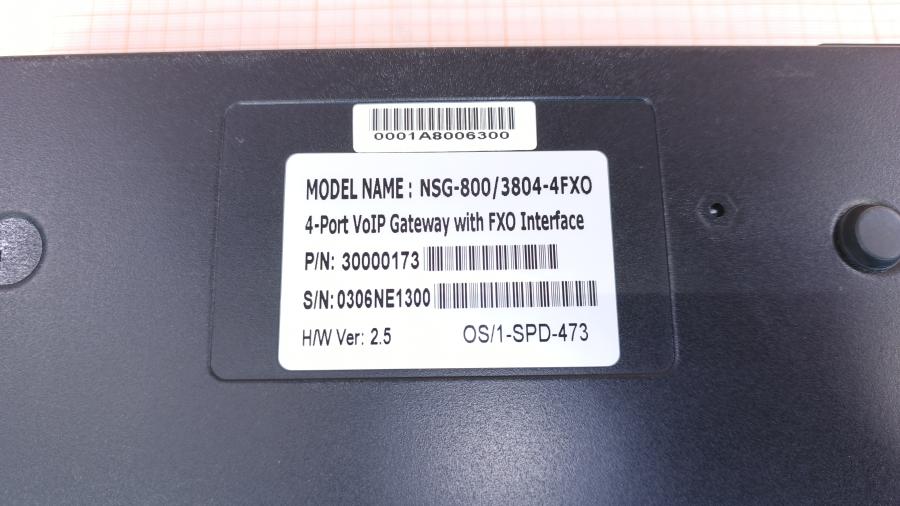 0001A8006300
MODEL NAME : NSG-800/3804-4FXO
4-Port VoIP Gateway with FXO Interface
P/N: 30000173
S/N: 0306NE1300
H/W Ver: 2.5 OS/1-SPD-473